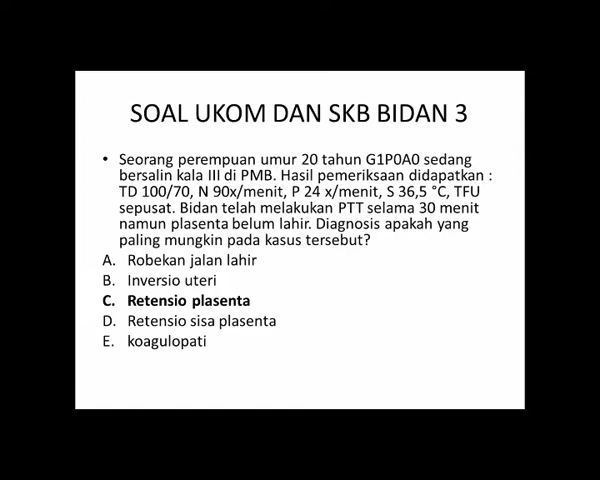 SOAL UKOM DAN SKB BIDAN 3
• Seorang perempuan umur 20 tahun G1P0A0 sedang
bersalin kala III di PMB. Hasil pemeriksaan didapatkan :
TD 100/70, N 90x/menit, P 24 x/menit, S 36,5 °C, TFU
sepusat. Bidan telah melakukan PTT selama 30 menit
namun plasenta belum lahir. Diagnosis apakah yang
paling mungkin pada kasus tersebut?
A. Robekan jalan lahir
B. Inversio uteri
C. Retensio plasenta
D. Retensio sisa plasenta
E. koagulopati